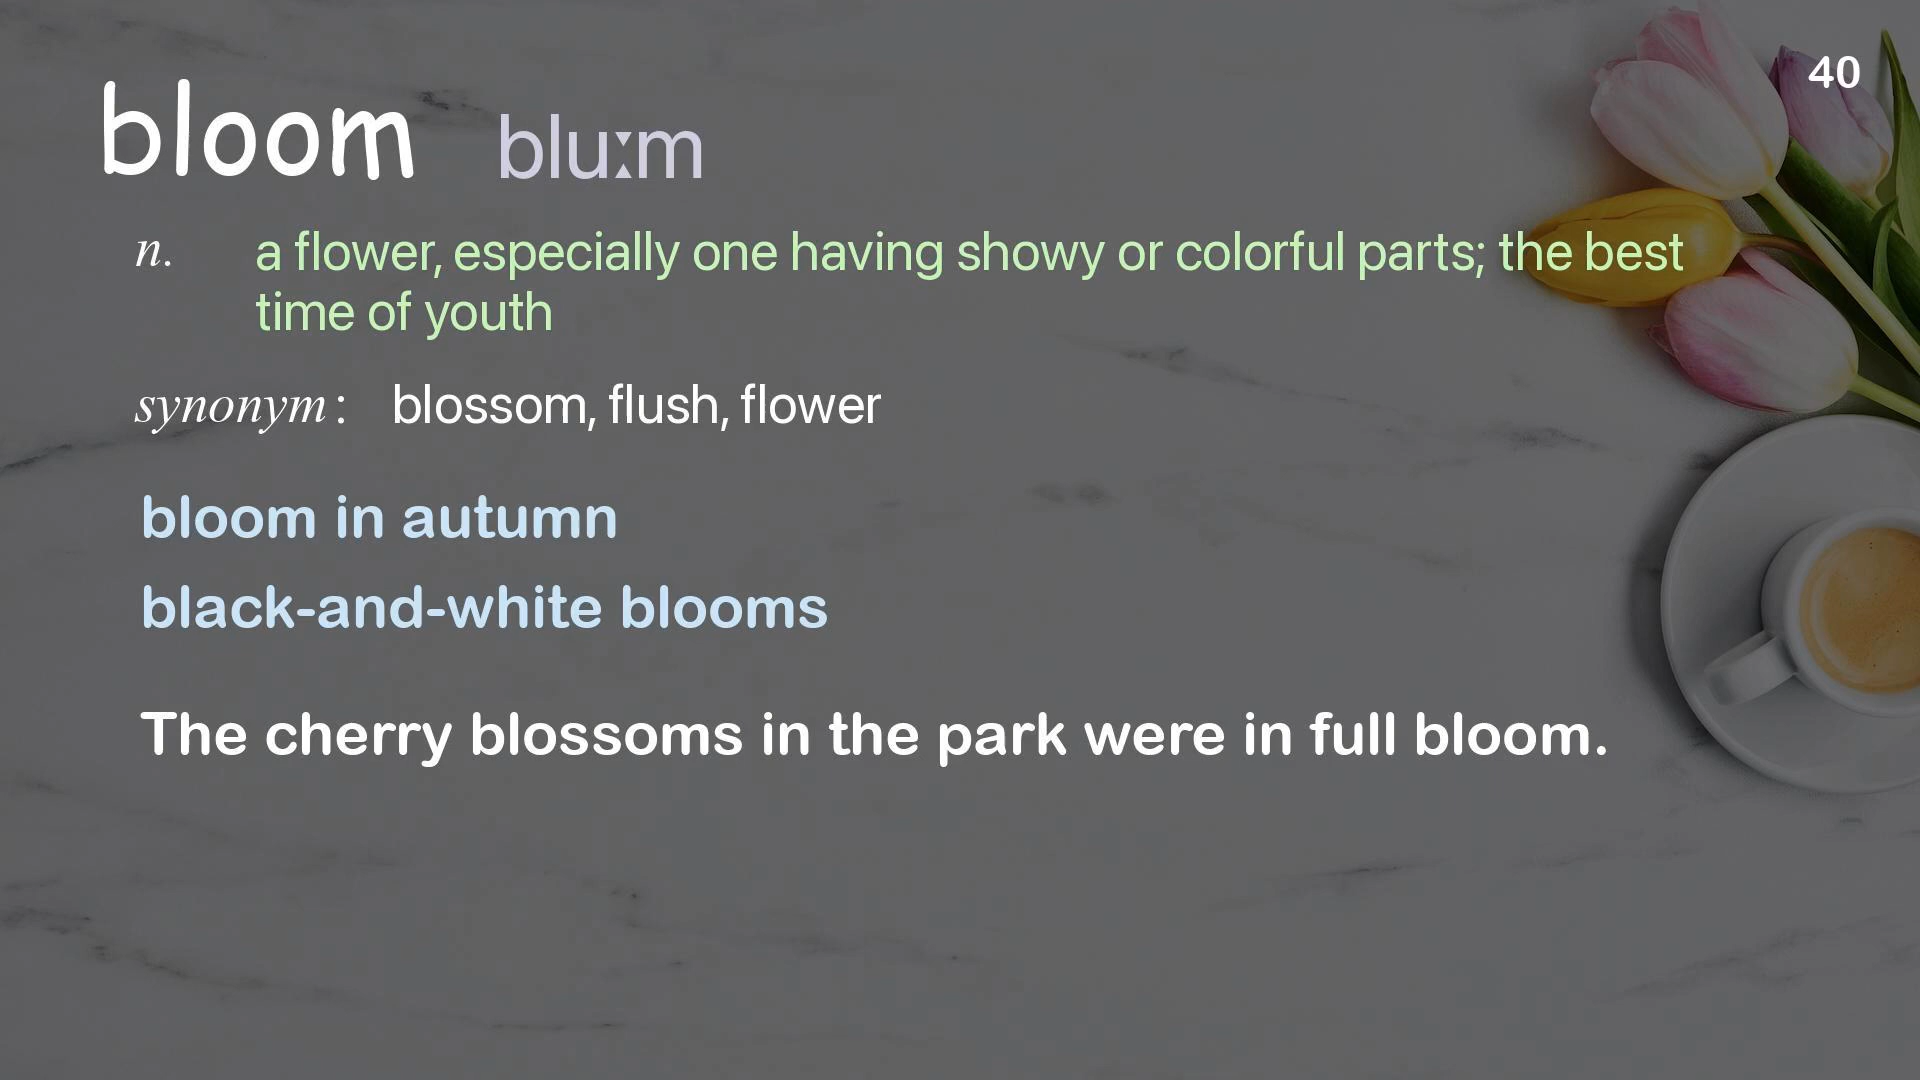 40
bloom bluːm
n. a flower, especially one having showy or colorful parts; the best
time of youth
synonym: blossom, flush, flower
bloom in autumn
black-and-white blooms
The cherry blossoms in the park were in full bloom.